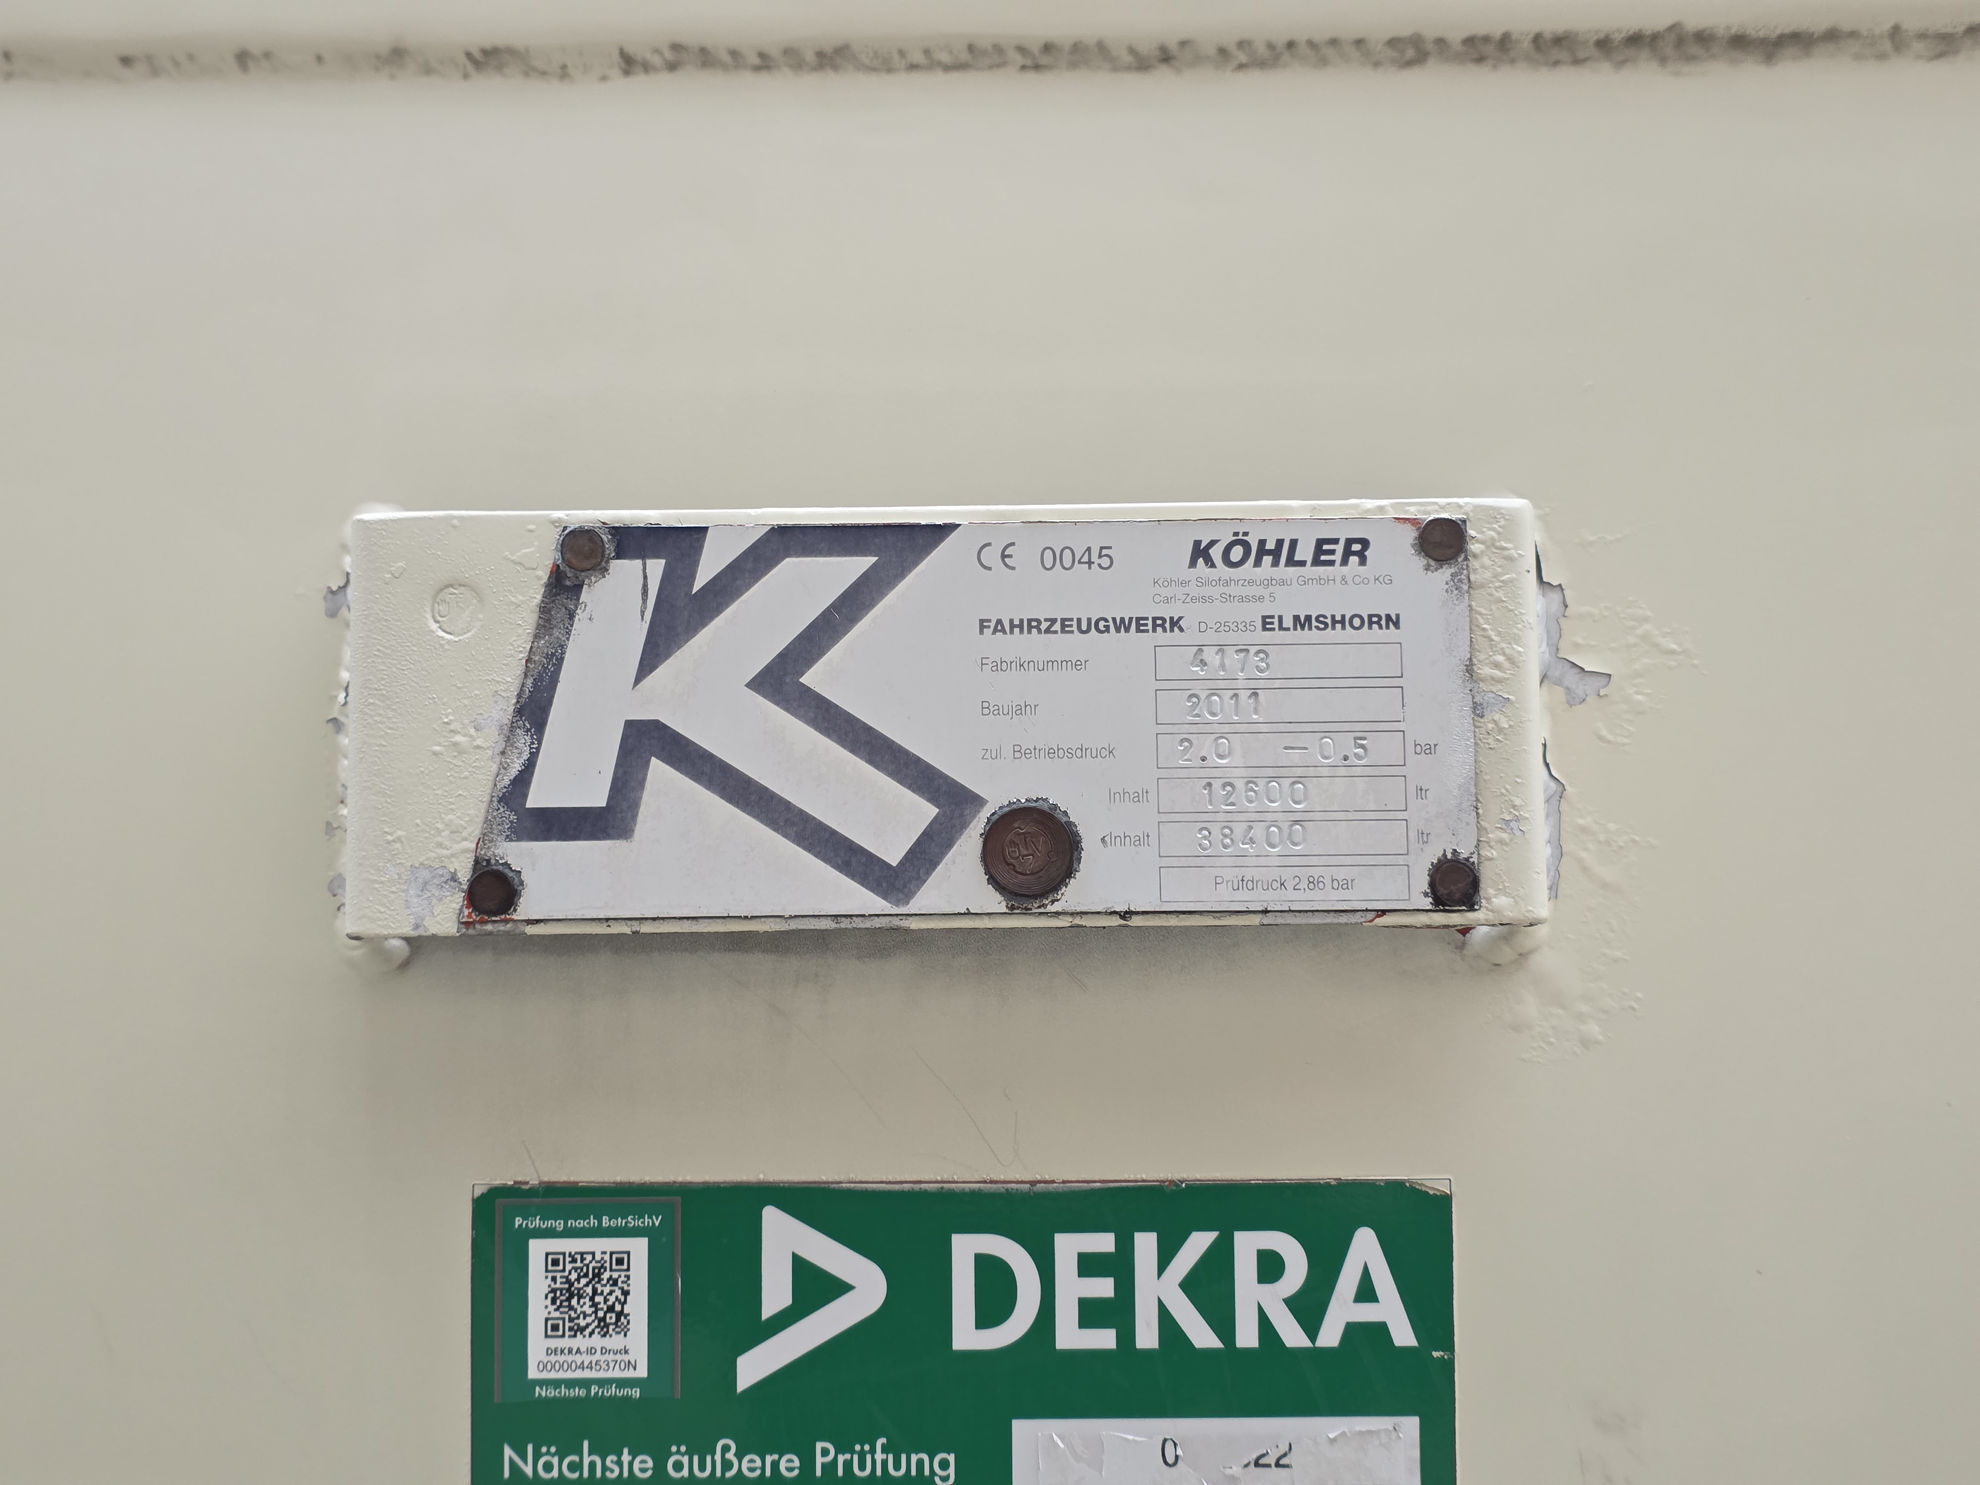 CE 0045
KÖHLER
Köhler Silofahrzeugbau GmbH & Co KG
Carl-Zeiss-Strasse 5
FAHRZEUGWERK D-25335 ELMSHORN
Fabriknummer 4173
Baujahr 2011
zul. Betriebsdruck 2.0 -0.5 bar
Inhalt 12600 ltr
Inhalt 38400 ltr
Prüfdruck 2,86 bar
Prüfung nach BetrSichV
DEKRA-ID Druck
00000445370N
Nächste Prüfung
DEKRA
Nächste äußere Prüfung